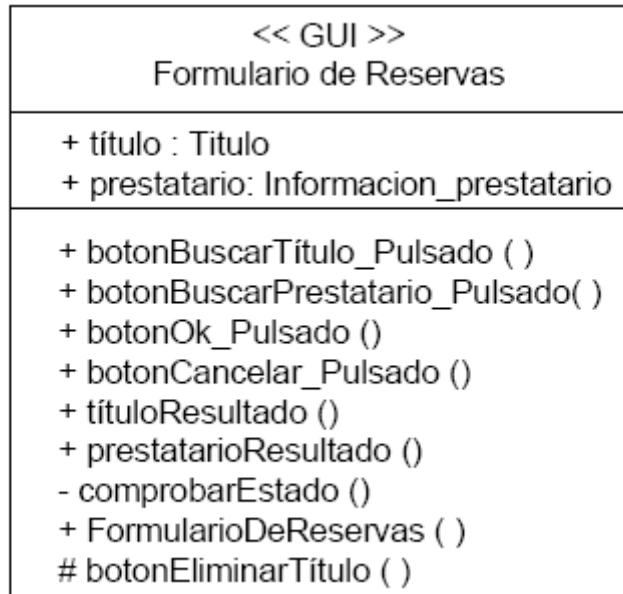 << GUI >>
Formulario de Reservas
+ título : Titulo
+ prestatario: Informacion_prestatario
+ botonBuscarTítulo_Pulsado ( )
+ botonBuscarPrestatario_Pulsado( )
+ botonOk_Pulsado ()
+ botonCancelar_Pulsado ()
+ títuloResultado ()
+ prestatarioResultado ()
- comprobarEstado ()
+ FormularioDeReservas ( )
# botonEliminarTítulo ( )